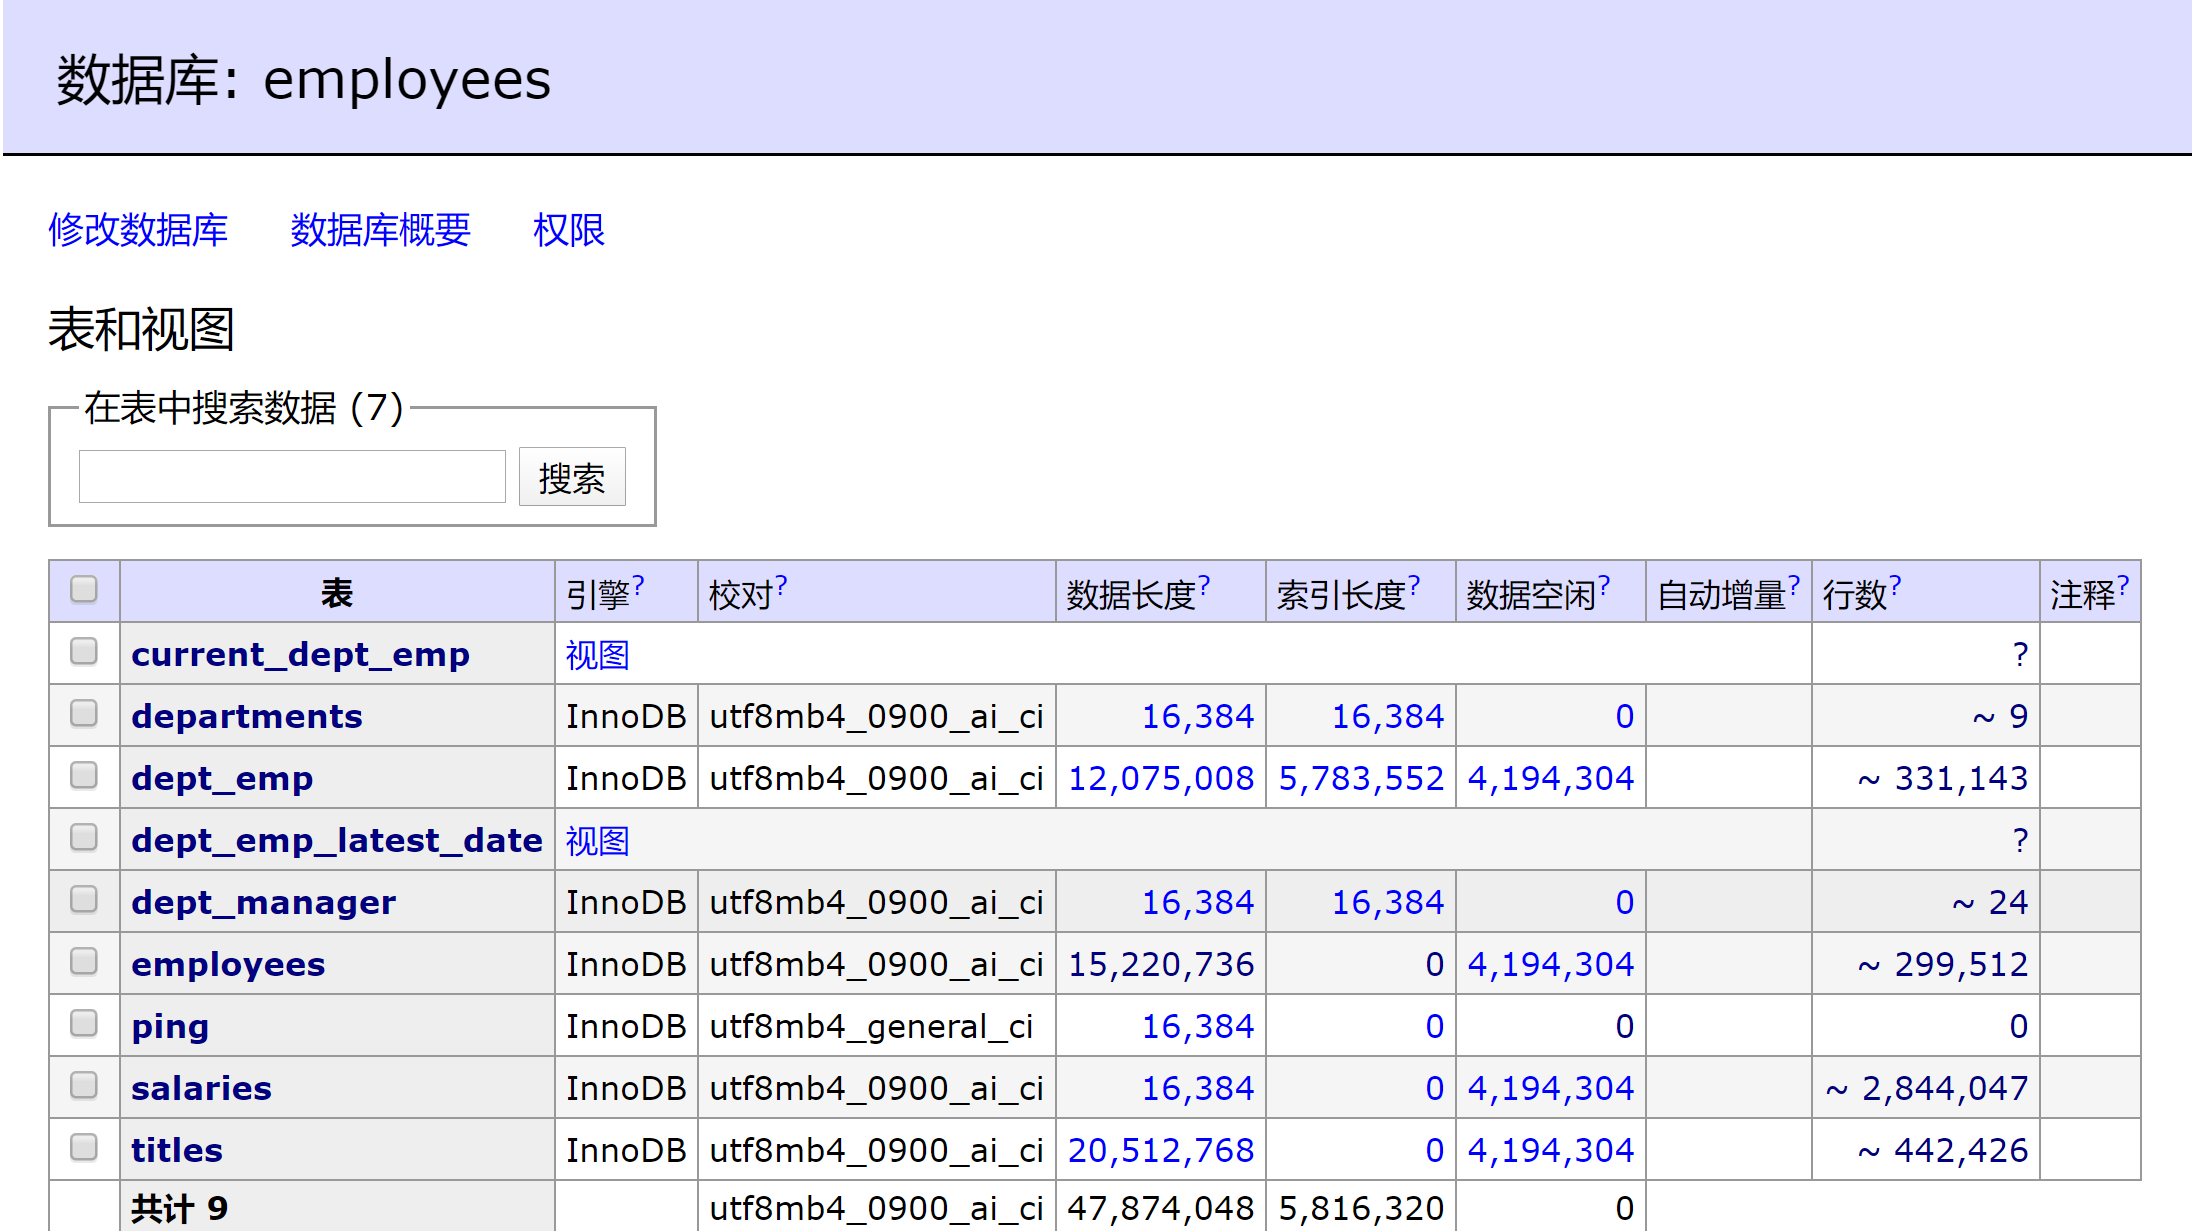 数据库: employees
修改数据库 数据库概要 权限
表和视图
在表中搜索数据 (7)
搜索
表 引擎? 校对? 数据长度? 索引长度? 数据空闲? 自动增量? 行数? 注释?
current_dept_emp 视图 ?
departments InnoDB utf8mb4_0900_ai_ci 16,384 16,384 0 ~ 9
dept_emp InnoDB utf8mb4_0900_ai_ci 12,075,008 5,783,552 4,194,304 ~ 331,143
dept_emp_latest_date 视图 ?
dept_manager InnoDB utf8mb4_0900_ai_ci 16,384 16,384 0 ~ 24
employees InnoDB utf8mb4_0900_ai_ci 15,220,736 0 4,194,304 ~ 299,512
ping InnoDB utf8mb4_general_ci 16,384 0 0 0
salaries InnoDB utf8mb4_0900_ai_ci 16,384 0 4,194,304 ~ 2,844,047
titles InnoDB utf8mb4_0900_ai_ci 20,512,768 0 4,194,304 ~ 442,426
共计 9 utf8mb4_0900_ai_ci 47,874,048 5,816,320 0